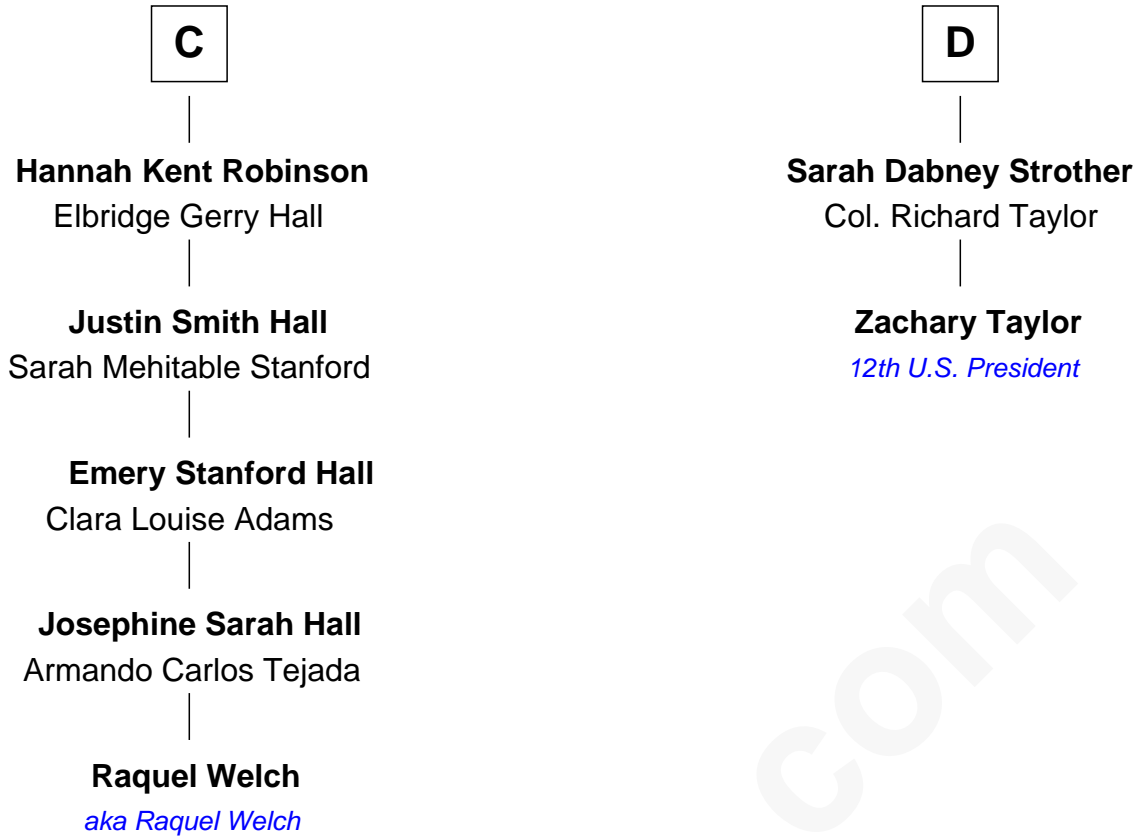 C
Hannah Kent Robinson
Elbridge Gerry Hall
Justin Smith Hall
Sarah Mehitable Stanford
Emery Stanford Hall
Clara Louise Adams
Josephine Sarah Hall
Armando Carlos Tejada
Raquel Welch
aka Raquel Welch
D
Sarah Dabney Strother
Col. Richard Taylor
Zachary Taylor
12th U.S. President
com